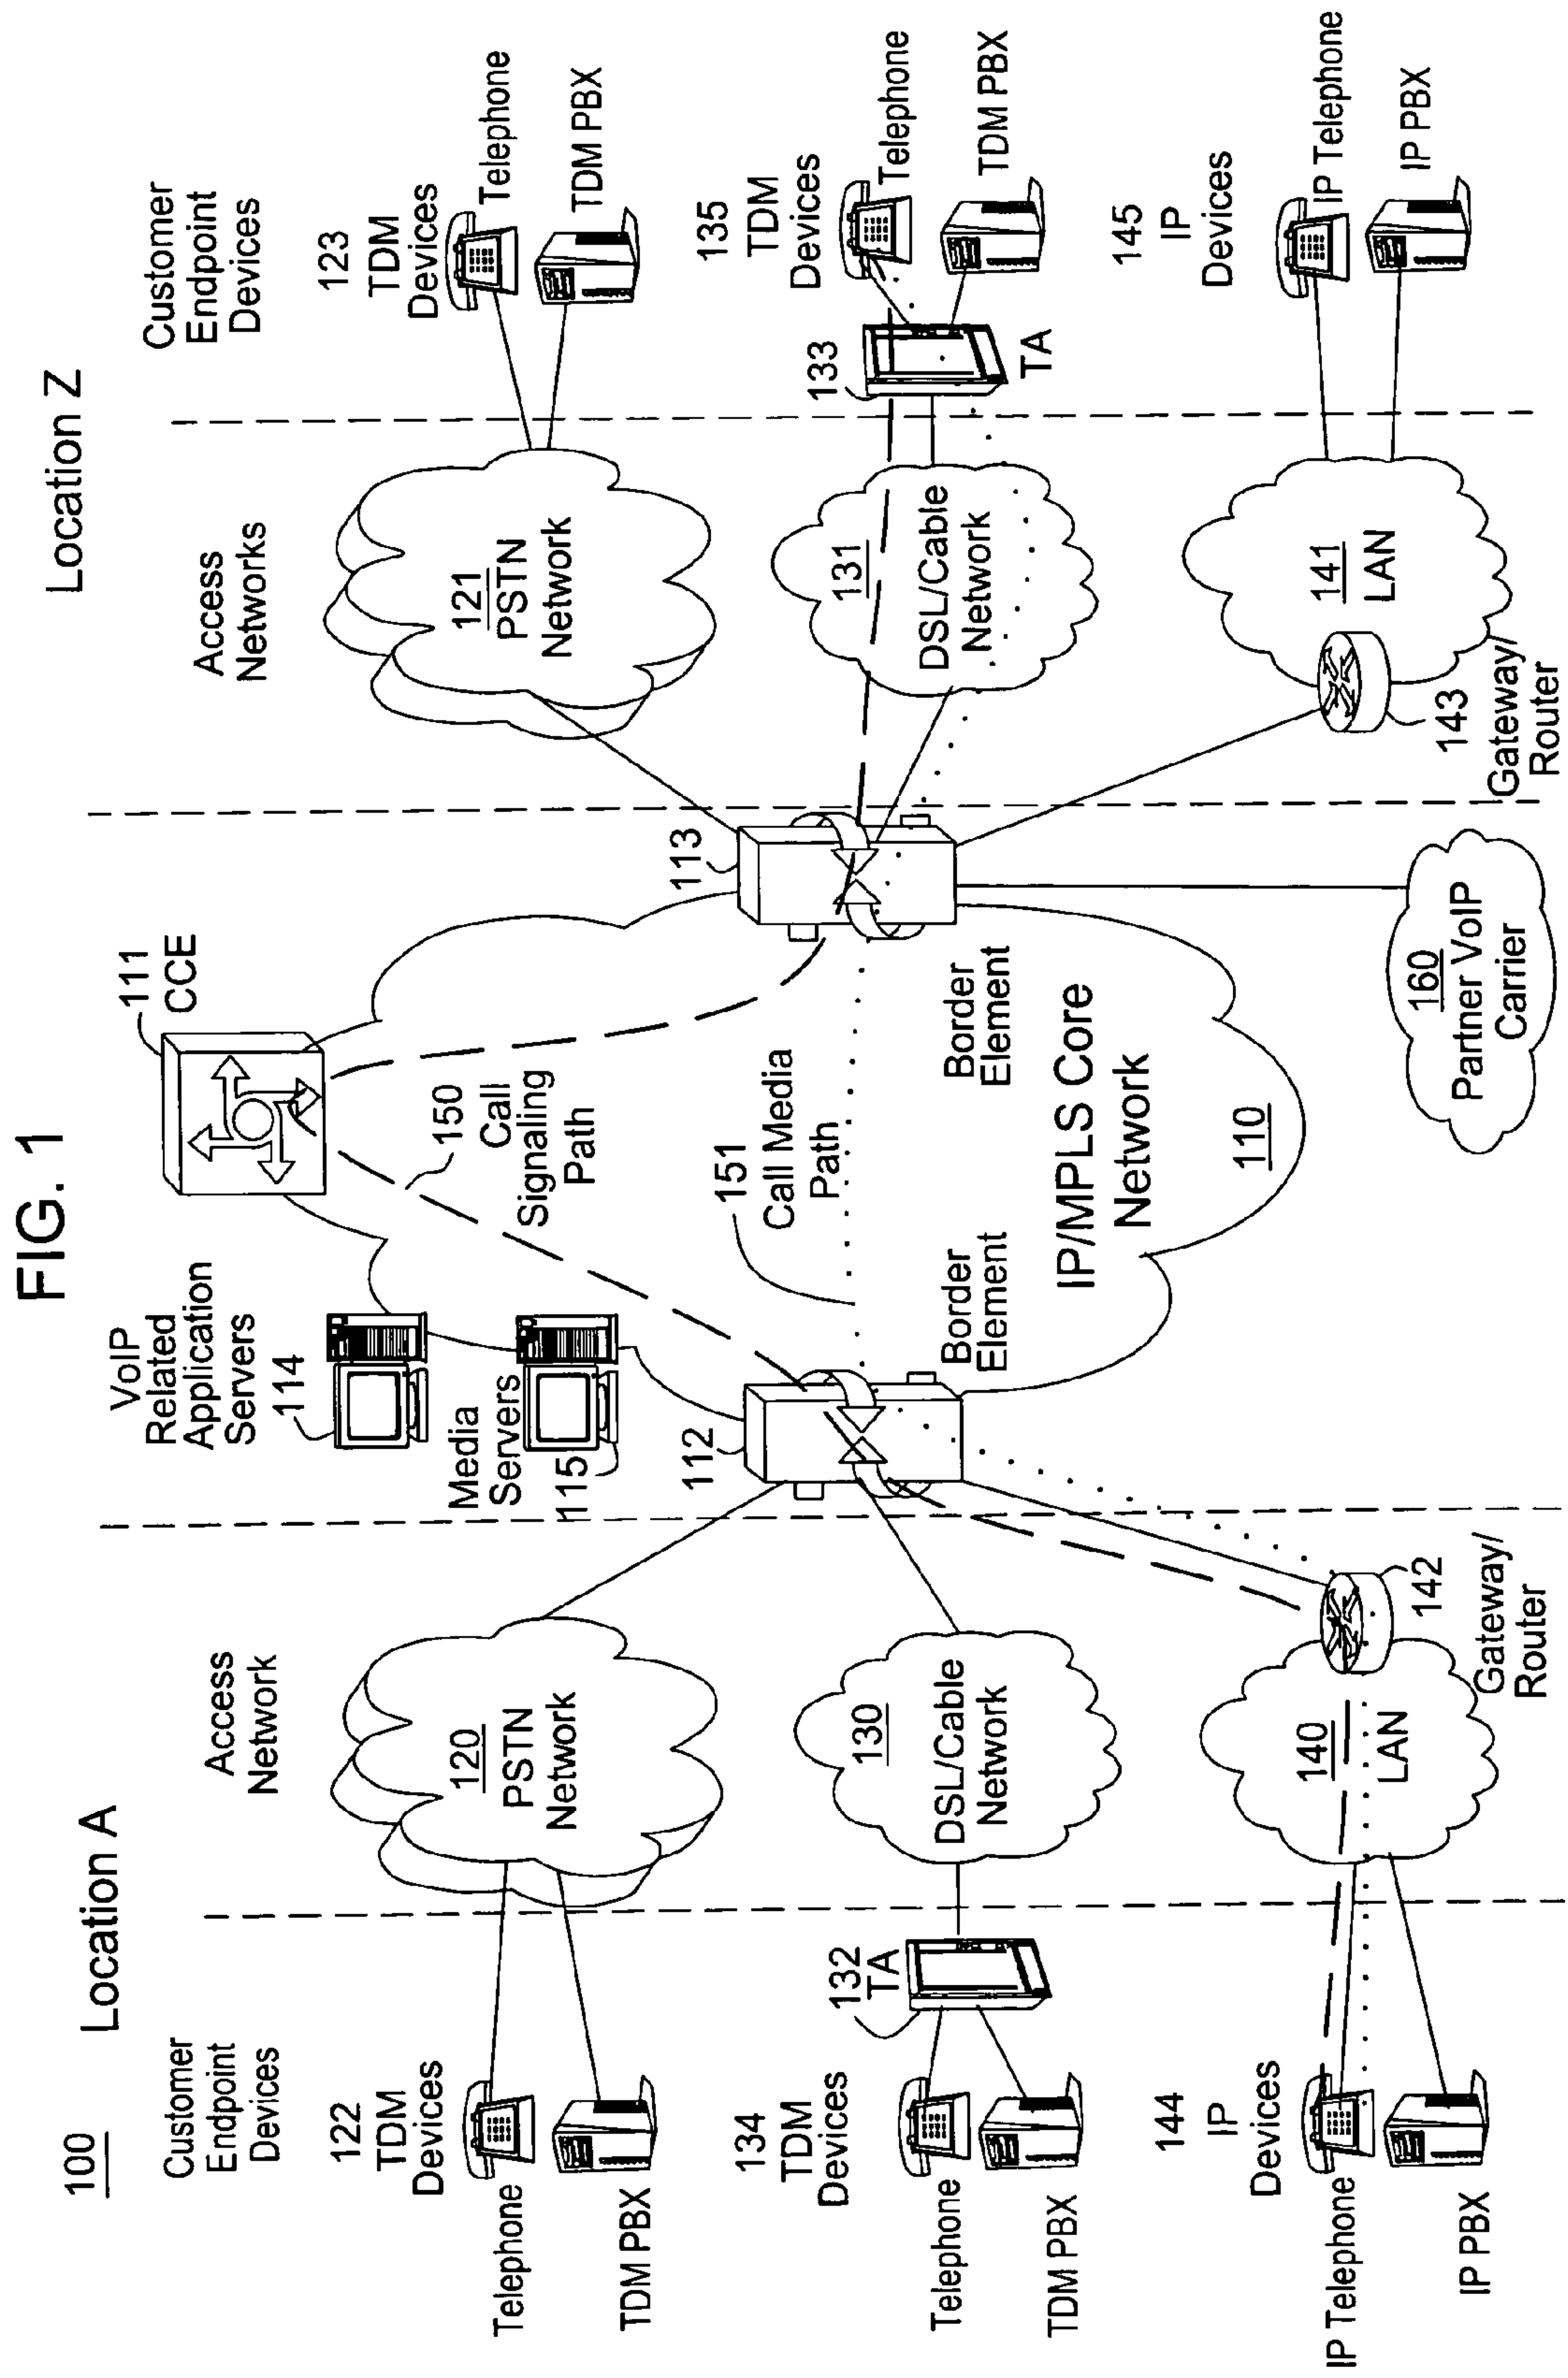 FIG. 1
100
Location A
Location Z
Customer
Endpoint
Devices
Access
Network
VoIP
Related
Application
Servers
114
Media
Servers
115
111
CCE
Access
Networks
Customer
Endpoint
Devices
122
TDM
Devices
Telephone
TDM PBX
120
PSTN
Network
150
Call
Signaling
Path
121
PSTN
Network
123
TDM
Devices
Telephone
TDM PBX
134
TDM
Devices
Telephone
TDM PBX
132
TA
130
DSL/Cable
Network
112
Border
Element
151
Call Media
Path
113
Border
Element
131
DSL/Cable
Network
133
TA
135
TDM
Devices
Telephone
TDM PBX
IP/MPLS Core
Network
110
144
IP
Devices
IP Telephone
IP PBX
140
LAN
142
Gateway/
Router
160
Partner VoIP
Carrier
143
Gateway/
Router
141
LAN
145
IP
Devices
IP Telephone
IP PBX